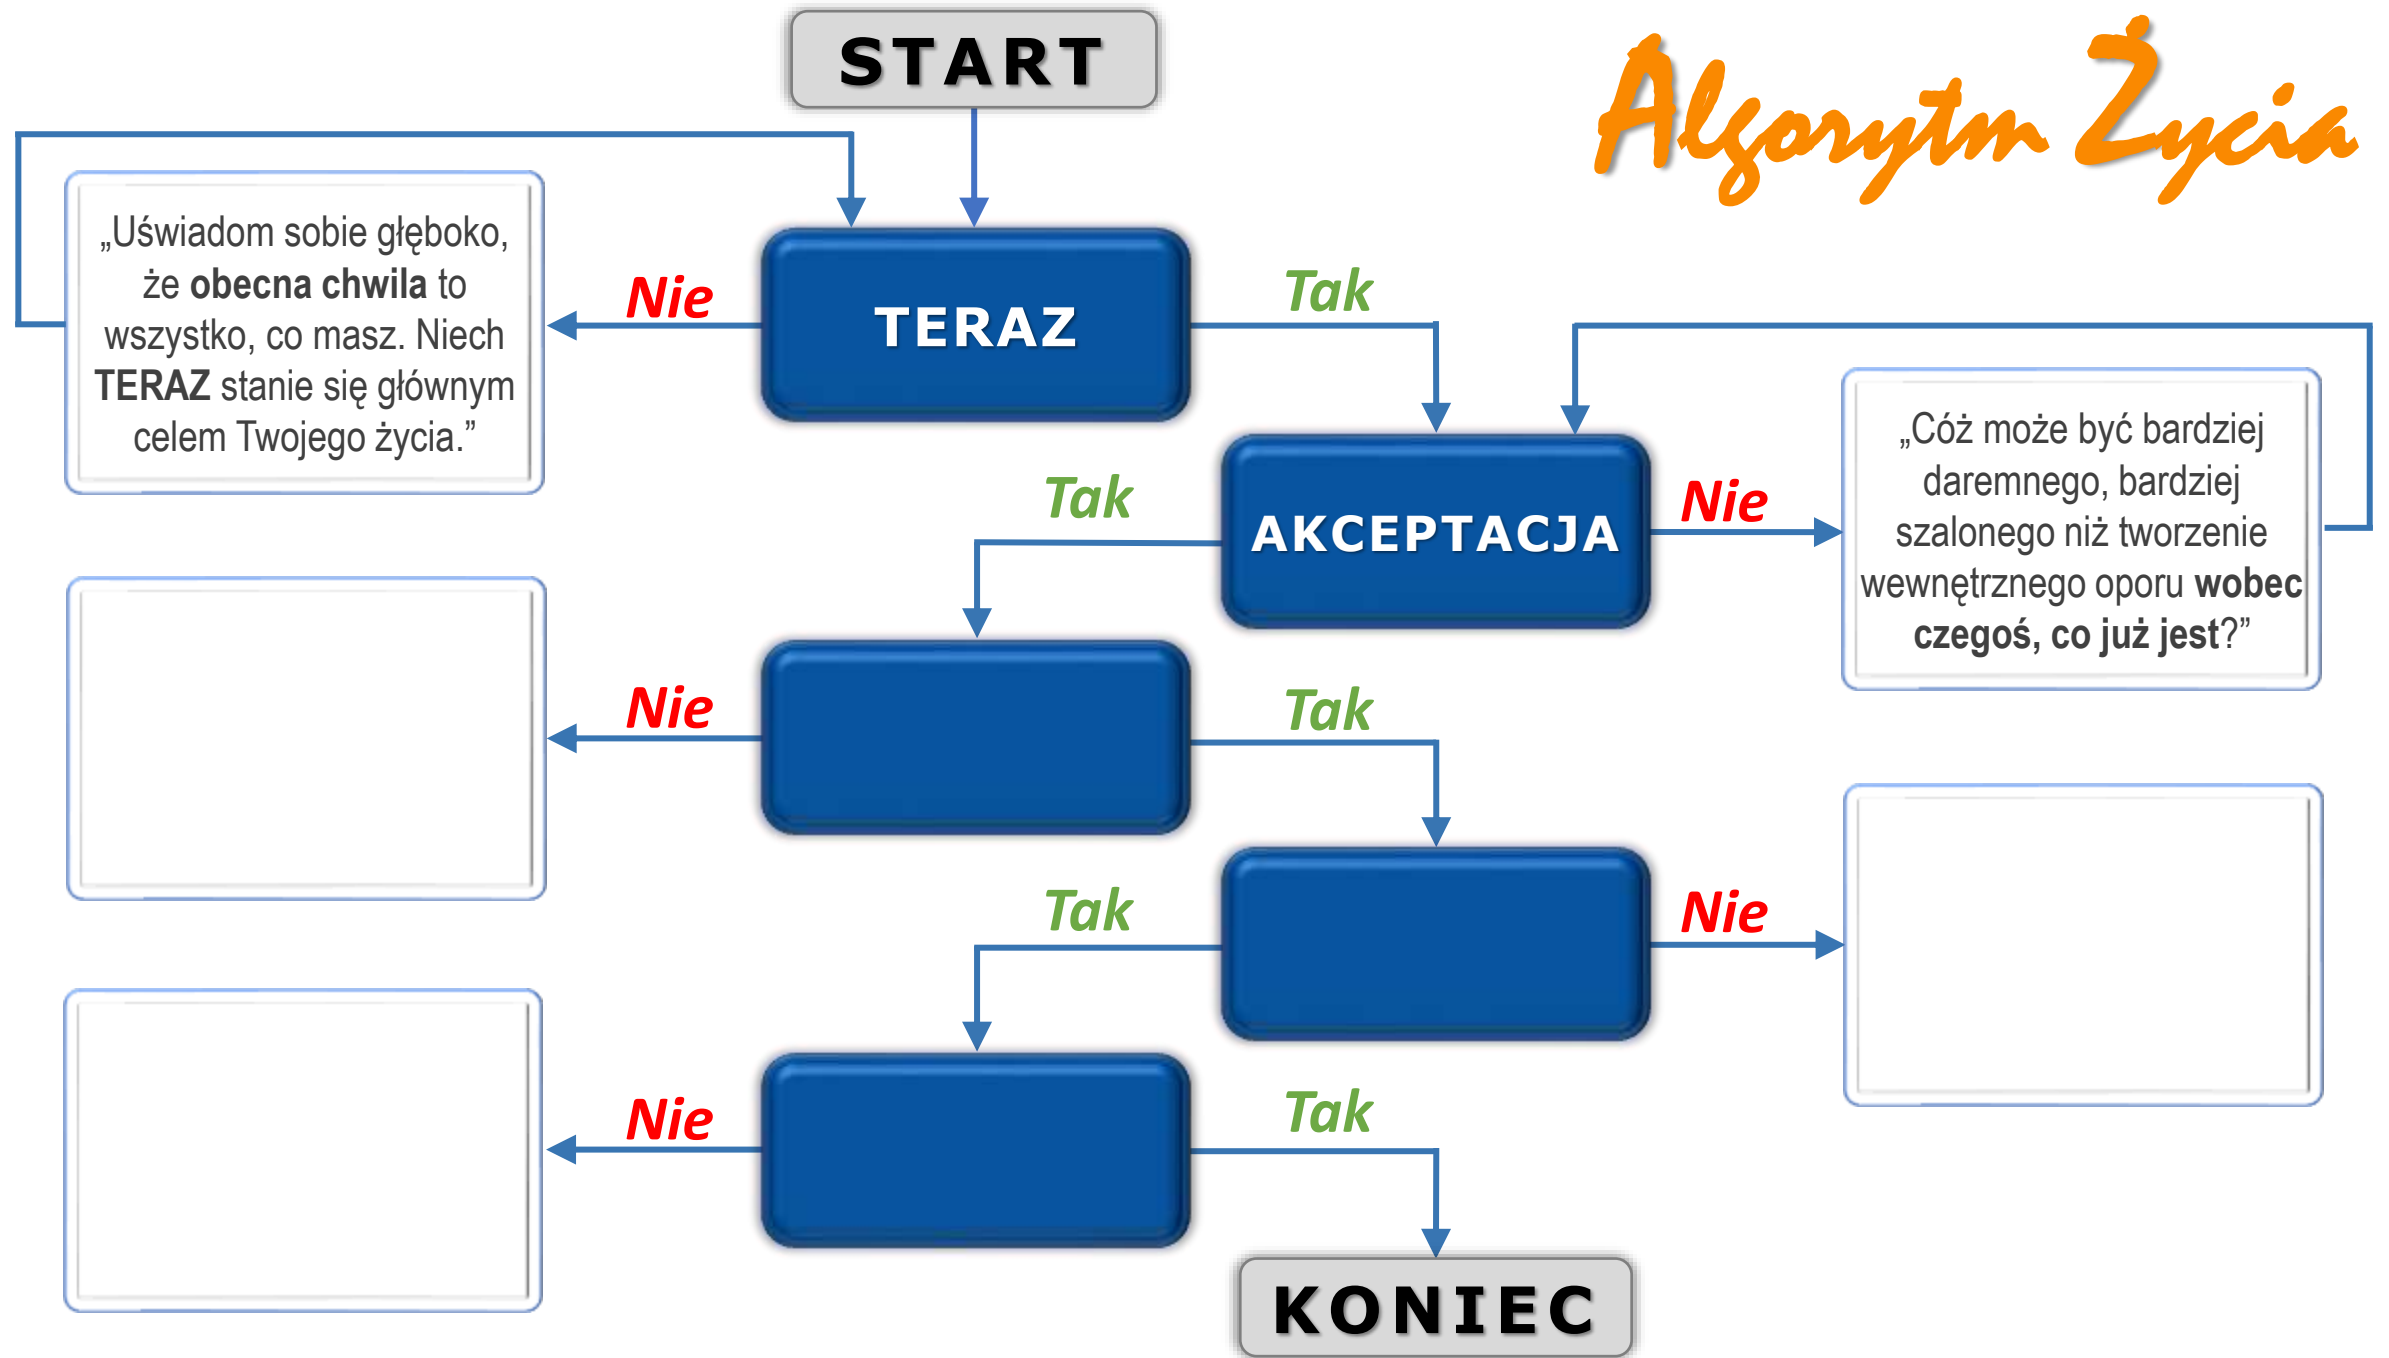 START
Algorytm Życia
„Uświadom sobie głęboko,
że obecna chwila to
wszystko, co masz. Niech
TERAZ stanie się głównym
celem Twojego życia.”
Nie
TERAZ
Tak
Tak
AKCEPTACJA
Nie
„Cóż może być bardziej
daremnego, bardziej
szalonego niż tworzenie
wewnętrznego oporu wobec
czegoś, co już jest?”
Nie
Tak
Tak
Nie
Nie
Tak
KONIEC